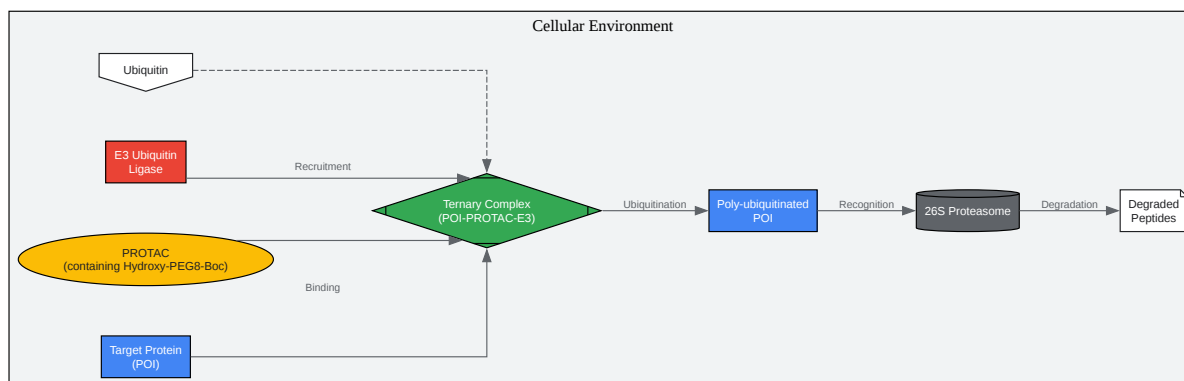 Cellular Environment
Ubiquitin
E3 Ubiquitin
Ligase
Recruitment
PROTAC
(containing Hydroxy-PEG8-Boc)
Binding
Target Protein
(POI)
Ternary Complex
(POI-PROTAC-E3)
Ubiquitination
Poly-ubiquitinated
POI
Recognition
26S Proteasome
Degradation
Degraded
Peptides